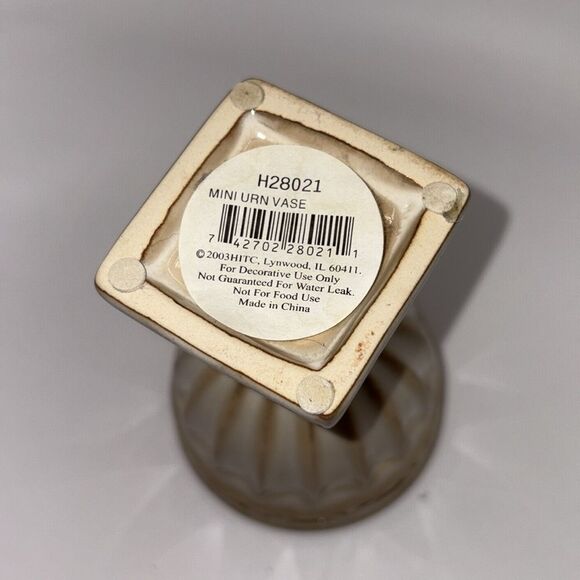 H28021
MINI URN VASE
7 42702 28021 1
©2003HITC, Lynwood, IL 60411.
For Decorative Use Only
Not Guaranteed For Water Leak.
Not For Food Use
Made in China